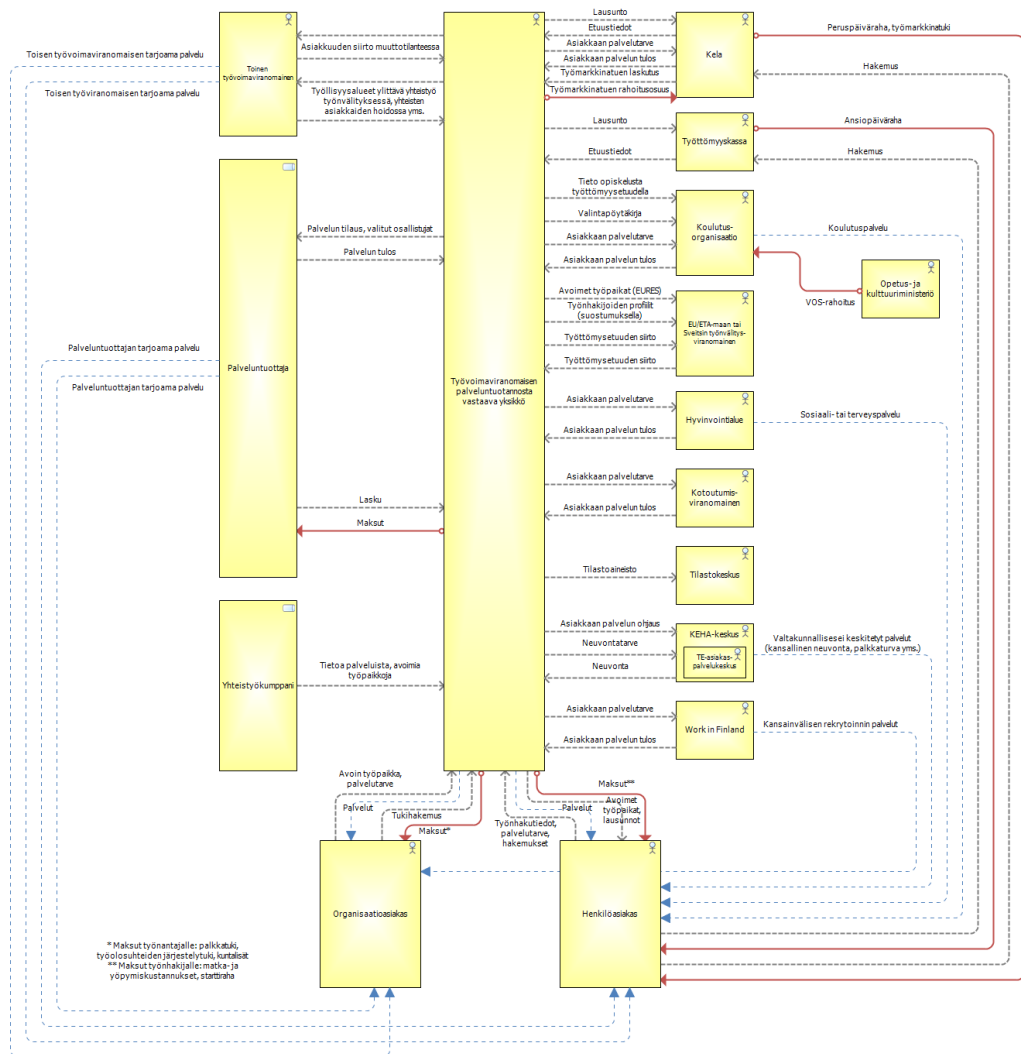 Toisen työvoimaviranomaisen tarjoama palvelu
Toisen työviranomaisen tarjoama palvelu
Toinen
työvoimaviranomainen
Asiakkuuden siirto muuttotilanteessa
Työllisyysalueet ylittävä yhteistyö
työnvälityksessä, yhteisten
asiakkaiden hoidossa yms.
Palveluntuottaja
Palvelun tilaus, valitut osallistujat
Palvelun tulos
Palveluntuottajan tarjoama palvelu
Palveluntuottajan tarjoama palvelu
Lasku
Maksut
Yhteistyökumppani
Tietoa palveluista, avoimia
työpaikkoja
Työvoimaviranomaisen
palveluntuotannosta
vastaava yksikkö
Lausunto
Etuustiedot
Asiakkaan palvelutarve
Asiakkaan palvelun tulos
Työmarkkinatuen laskutus
Työmarkkinatuen rahoitusosuus
Kela
Peruspäiväraha, työmarkkinatuki
Hakemus
Lausunto
Etuustiedot
Työttömyyskassa
Ansiopäiväraha
Hakemus
Tieto opiskelusta
työttömyysetuudella
Valintapöytäkirja
Asiakkaan palvelutarve
Asiakkaan palvelun tulos
Koulutus-
organisaatio
Koulutuspalvelu
VOS-rahoitus
Opetus- ja
kulttuuriministeriö
Avoimet työpaikat (EURES)
Työnhakijoiden profiilit
(suostumuksella)
Työttömysetuuden siirto
Työttömysetuuden siirto
EU/ETA-maan tai
Sveitsin työnvälitys-
viranomainen
Asiakkaan palvelutarve
Asiakkaan palvelun tulos
Hyvinvointialue
Sosiaali- tai terveyspalvelu
Asiakkaan palvelutarve
Asiakkaan palvelun tulos
Kotoutumis-
viranomainen
Tilastoaineisto
Tilastokeskus
Asiakkaan palvelun ohjaus
Neuvontatarve
Neuvonta
KEHA-keskus
TE-asiakas-
palvelukeskus
Valtakunnallisesei keskitetyt palvelut
(kansallinen neuvonta, palkkaturva yms.)
Asiakkaan palvelutarve
Asiakkaan palvelun tulos
Work in Finland
Kansainvälisen rekrytoinnin palvelut
Avoin työpaikka,
palvelutarve
Palvelut
Tukihakemus
Maksut*
Työnhakutiedot,
palvelutarve,
hakemukset
Palvelut
Maksut**
Avoimet
työpaikat,
lausunnot
Organisaatioasiakas
Henkilöasiakas
* Maksut työnantajalle: palkkatuki,
työolosuhteiden järjestelytuki, kuntalisät
** Maksut työnhakijalle: matka- ja
yöpymiskustannukset, starttiraha